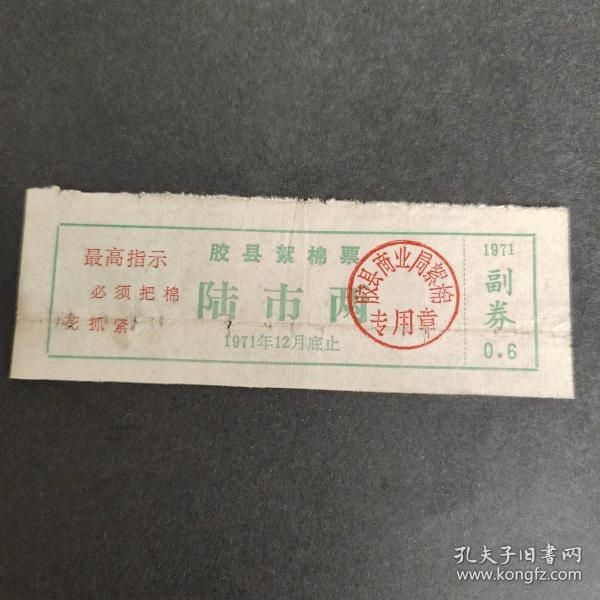 最高指示
必须把棉
花抓紧
胶县絮棉票
陆市两
1971年12月底止
胶县商业局絮棉
专用章
1971
副券
0.6
孔夫子旧书网
www.kongfz.com